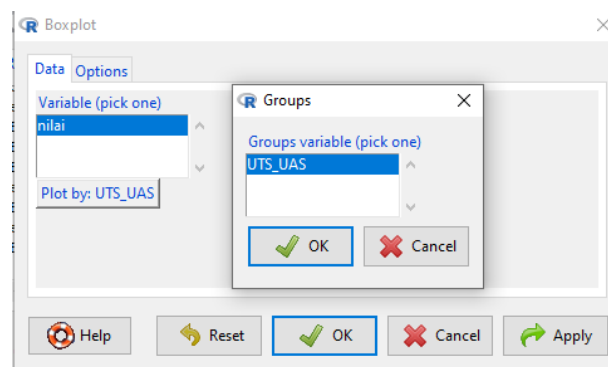 Boxplot
Data Options
Variable (pick one)
nilai
Plot by: UTS_UAS
Groups
Groups variable (pick one)
UTS_UAS
OK Cancel
Help Reset OK Cancel Apply